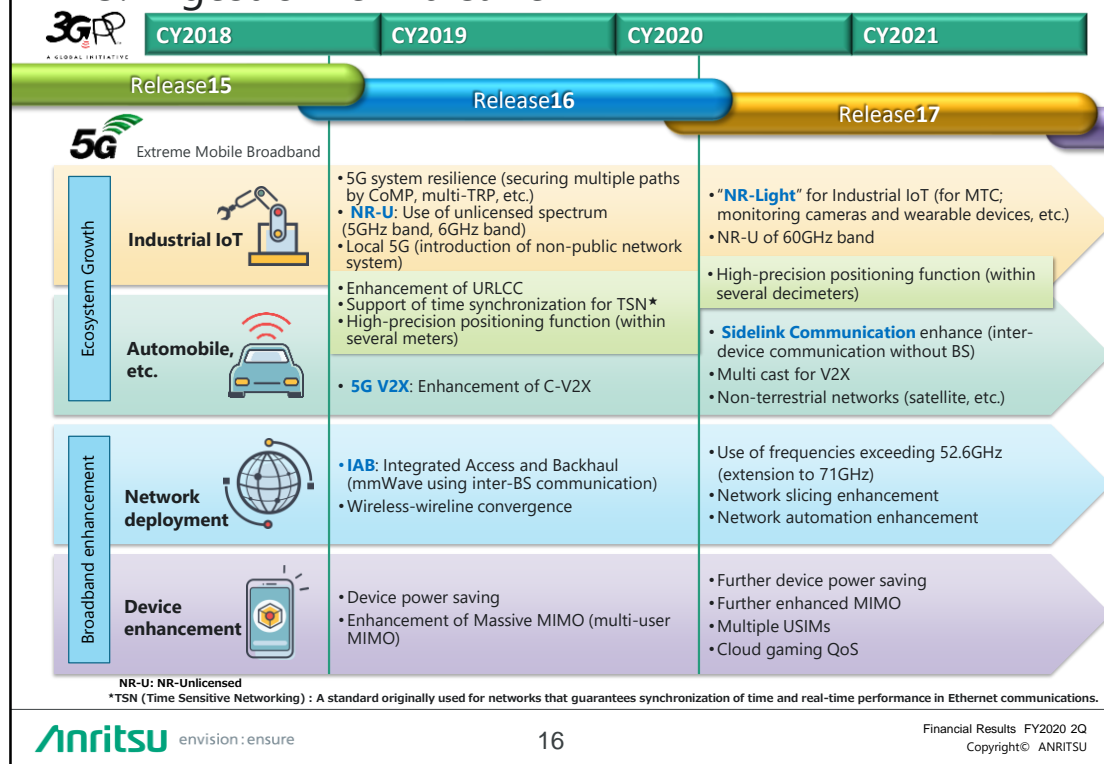 3GPP
A GLOBAL INITIATIVE
CY2018
CY2019
CY2020
CY2021
Release15
Release16
Release17
5G
Extreme Mobile Broadband
Ecosystem Growth
Industrial IoT
•5G system resilience (securing multiple paths
by CoMP, multi-TRP, etc.)
• NR-U: Use of unlicensed spectrum
(5GHz band, 6GHz band)
•Local 5G (introduction of non-public network
system)
•"NR-Light" for Industrial IoT (for MTC;
monitoring cameras and wearable devices, etc.)
•NR-U of 60GHz band
•Enhancement of URLCC
•Support of time synchronization for TSN★
•High-precision positioning function (within
several meters)
•High-precision positioning function (within
several decimeters)
Automobile,
etc.
• 5G V2X: Enhancement of C-V2X
• Sidelink Communication enhance (inter-
device communication without BS)
•Multi cast for V2X
•Non-terrestrial networks (satellite, etc.)
Broadband enhancement
Network
deployment
•IAB: Integrated Access and Backhaul
(mmWave using inter-BS communication)
•Wireless-wireline convergence
•Use of frequencies exceeding 52.6GHz
(extension to 71GHz)
•Network slicing enhancement
•Network automation enhancement
Device
enhancement
•Device power saving
•Enhancement of Massive MIMO (multi-user
MIMO)
•Further device power saving
•Further enhanced MIMO
•Multiple USIMs
•Cloud gaming QoS
NR-U: NR-Unlicensed
★TSN (Time Sensitive Networking) : A standard originally used for networks that guarantees synchronization of time and real-time performance in Ethernet communications.
Anritsu envision : ensure
16
Financial Results FY2020 2Q
Copyright© ANRITSU